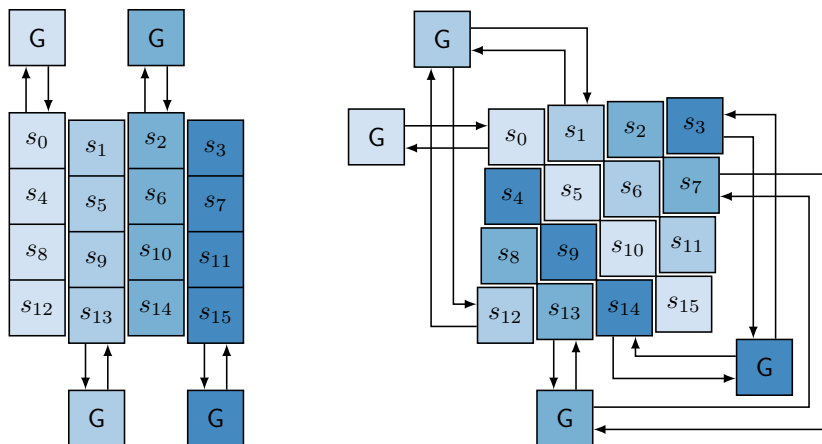 G G
s0 s1 s2 s3
s4 s5 s6 s7
s8 s9 s10 s11
s12 s13 s14 s15
G G
G
G
s0 s1 s2 s3
s4 s5 s6 s7
s8 s9 s10 s11
s12 s13 s14 s15
G
G